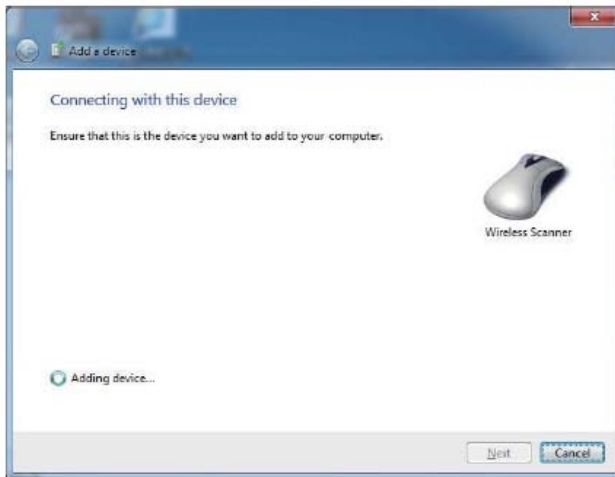 Add a device
Connecting with this device
Ensure that this is the device you want to add to your computer.
Wireless Scanner
Adding device...
Next
Cancel